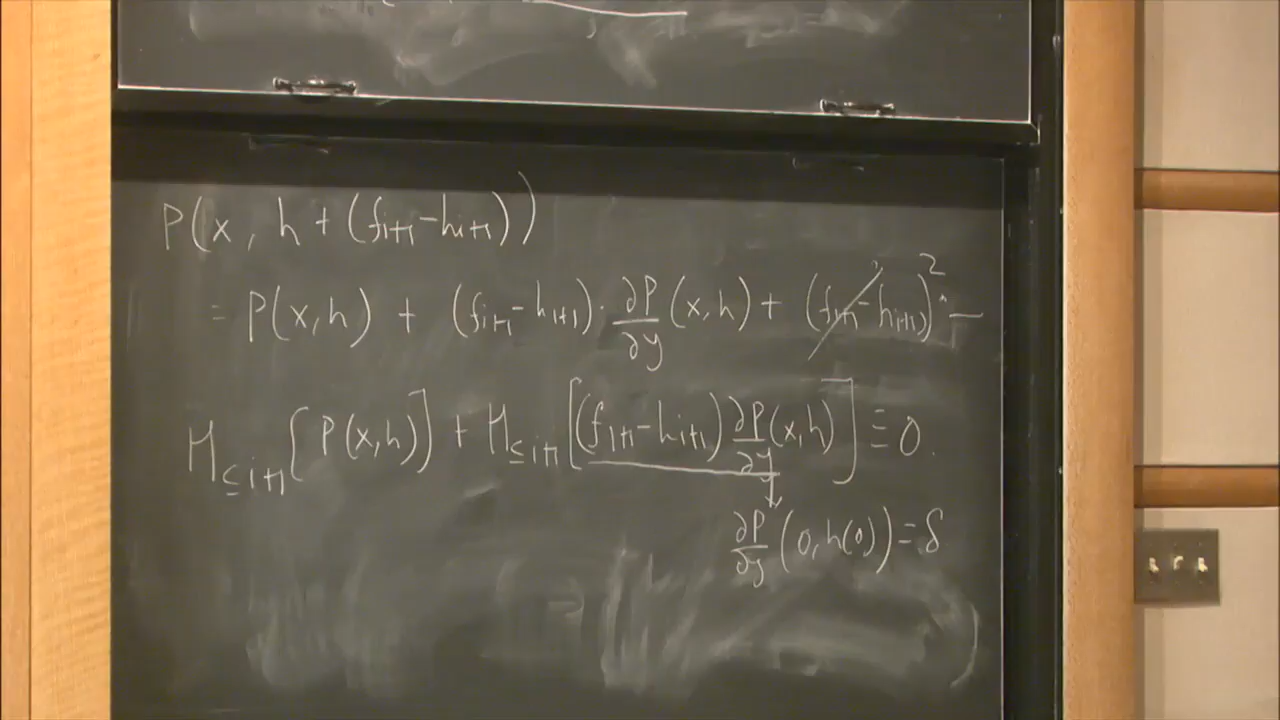 P(x, h + (f_{i+1} - h_{i+1}))
= P(x,h) + (f_{i+1} - h_{i+1}) · ∂P/∂y (x,h) + (f_{i+1} - h_{i+1})^2 · —
H_{≤i+1}[P(x,h)] + H_{≤i+1}[(f_{i+1} - h_{i+1}) ∂P/∂y (x,h)] ≡ 0.
↓
∂P/∂y (0, h(0)) = δ